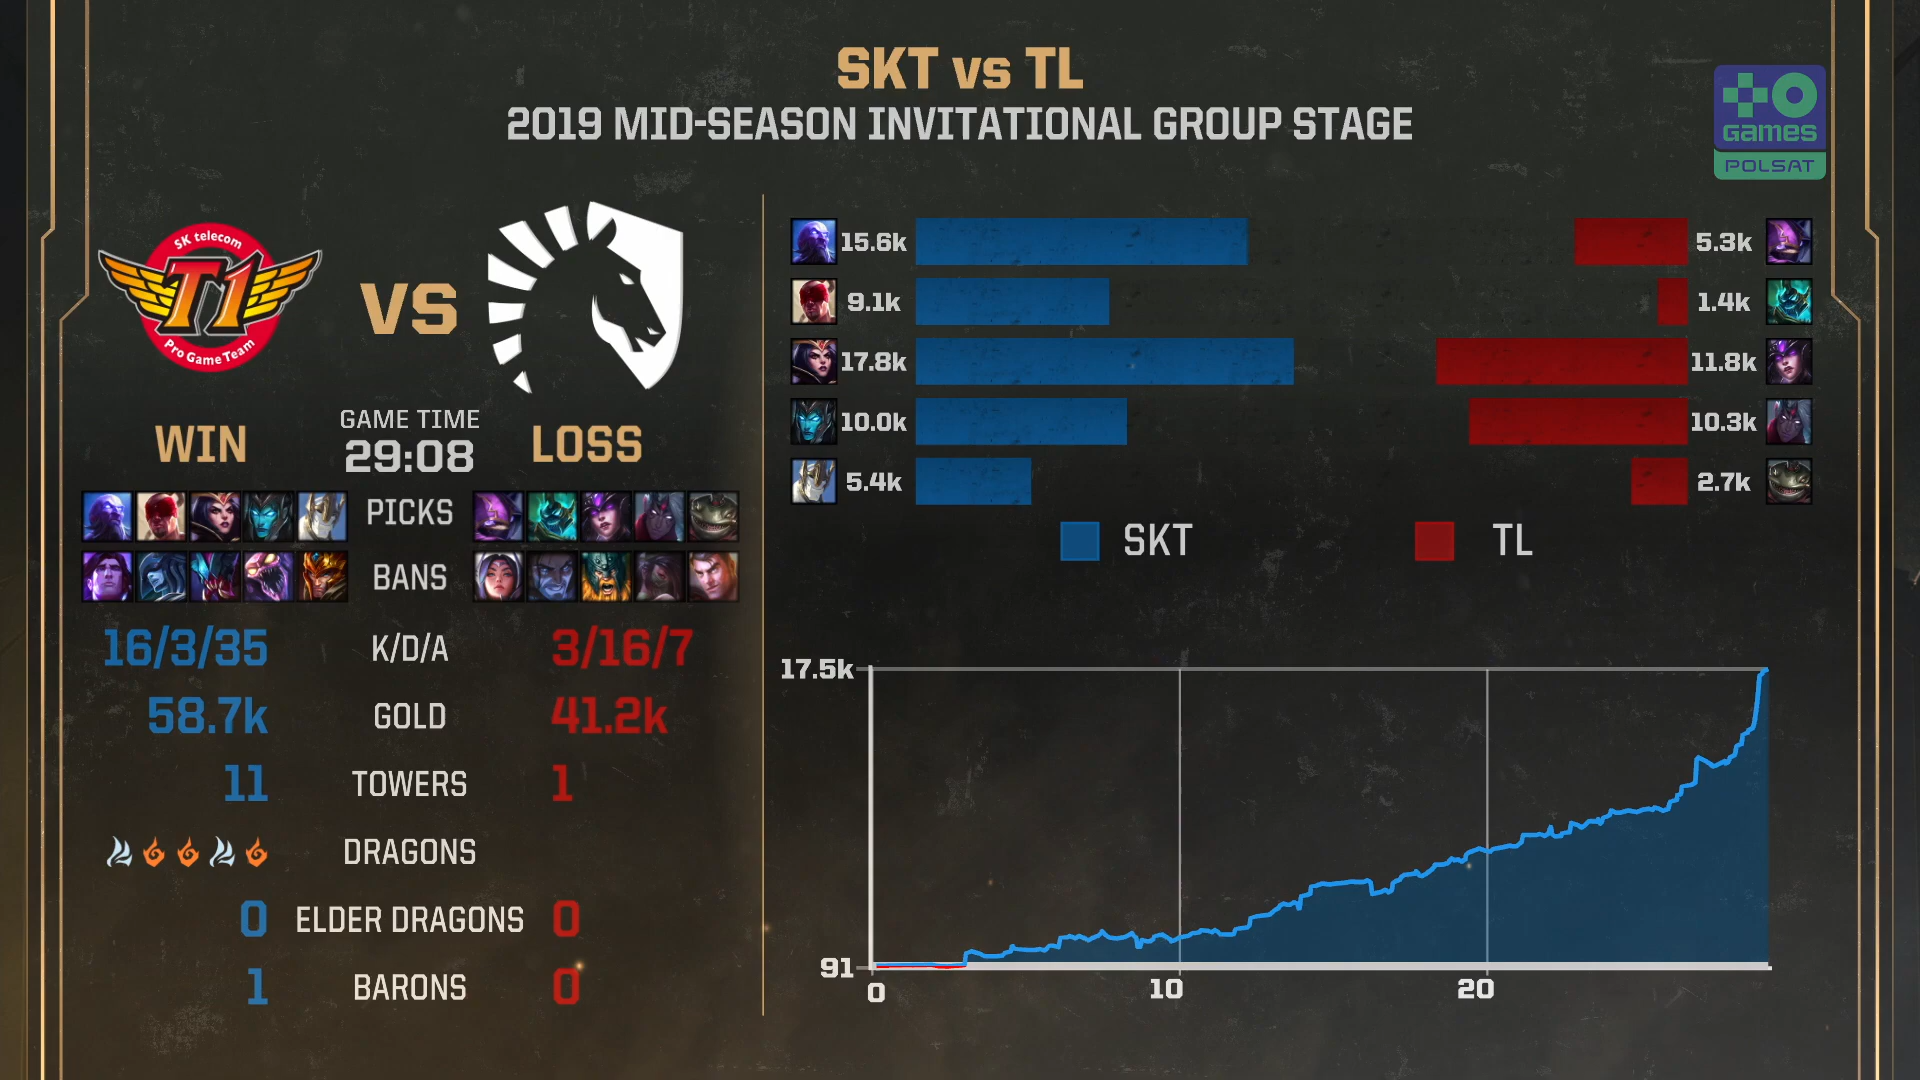 SKT vs TL
2019 MID-SEASON INVITATIONAL GROUP STAGE
games
POLSAT
SK telecom
T1
Pro Game Team
VS
WIN
GAME TIME
29:08
LOSS
PICKS
BANS
16/3/35 K/D/A 3/16/7
58.7k GOLD 41.2k
11 TOWERS 1
DRAGONS
0 ELDER DRAGONS 0
1 BARONS 0
15.6k 5.3k
9.1k 1.4k
17.8k 11.8k
10.0k 10.3k
5.4k 2.7k
SKT TL
17.5k
91
0 10 20